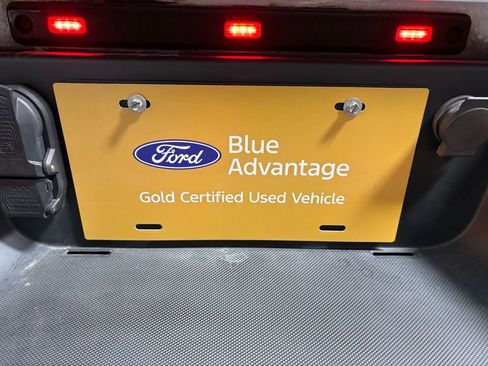 Ford
Blue
Advantage
Gold Certified Used Vehicle